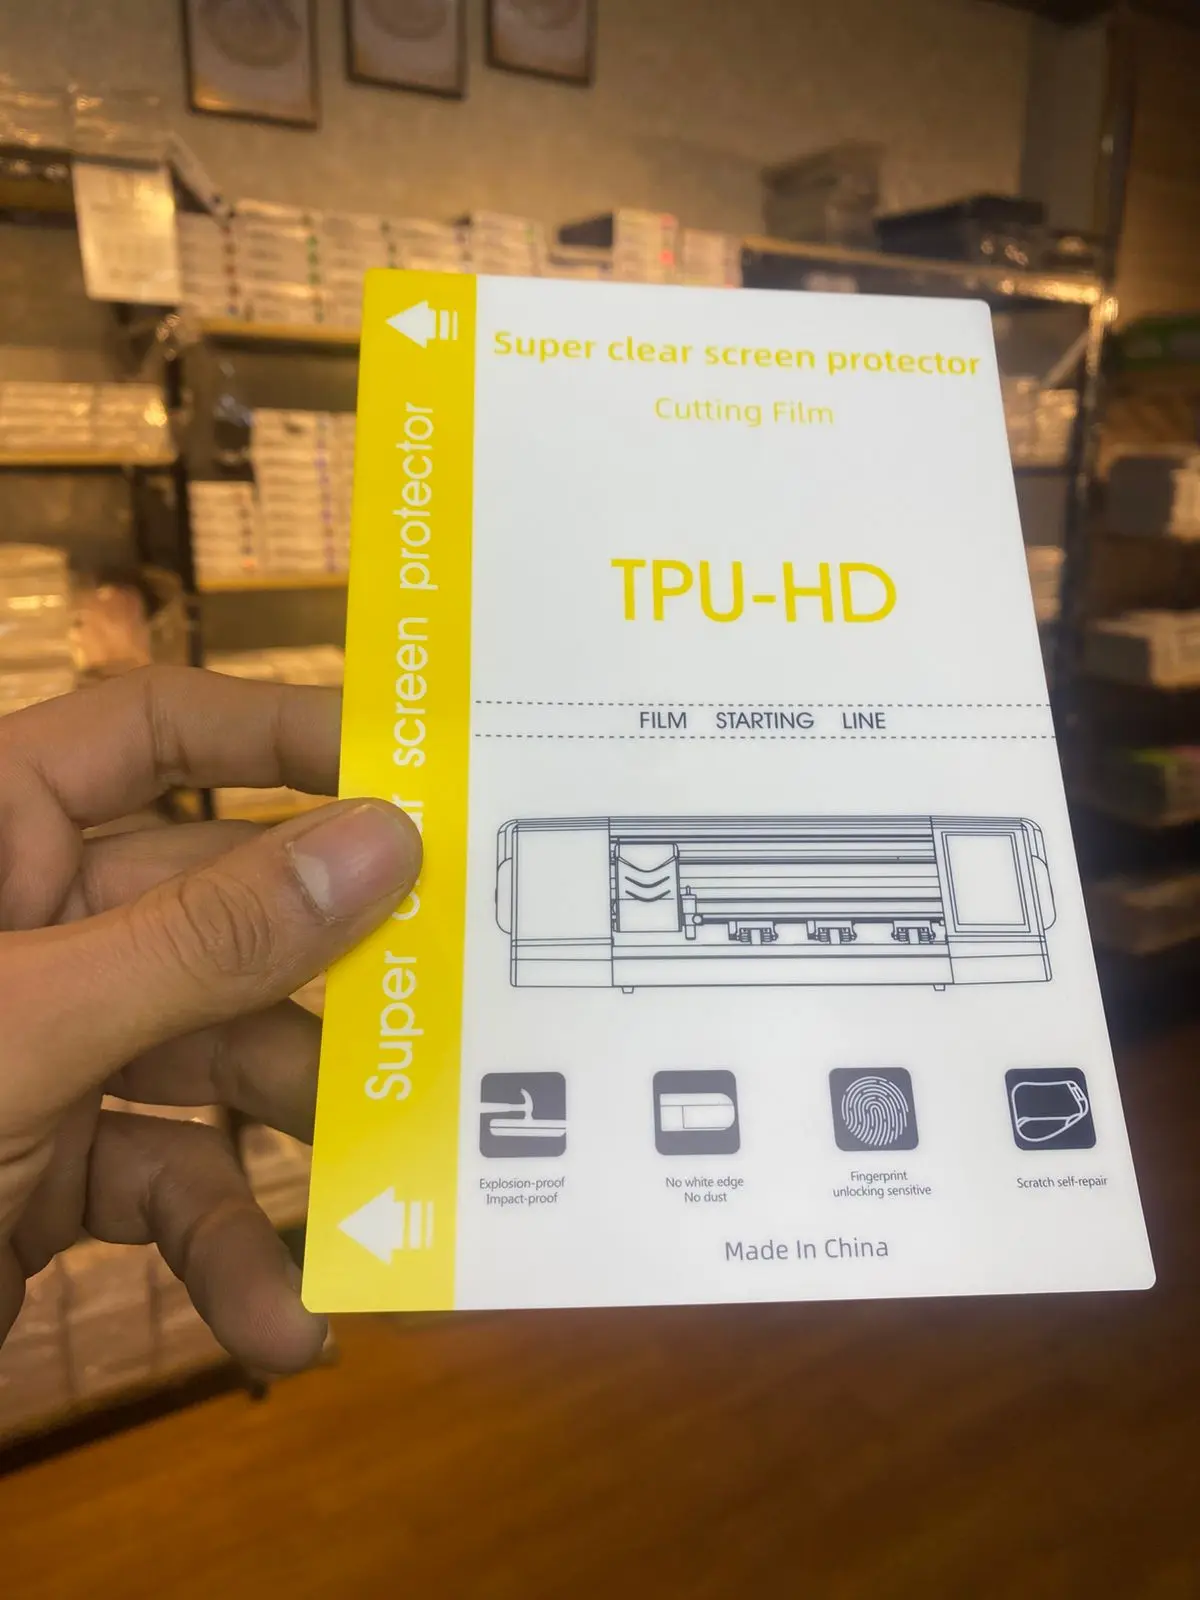 Super clear screen protector
Super clear screen protector
Cutting Film
TPU-HD
FILM STARTING LINE
Explosion-proof
Impact-proof
No white edge
No dust
Fingerprint
unlocking sensitive
Scratch self-repair
Made In China